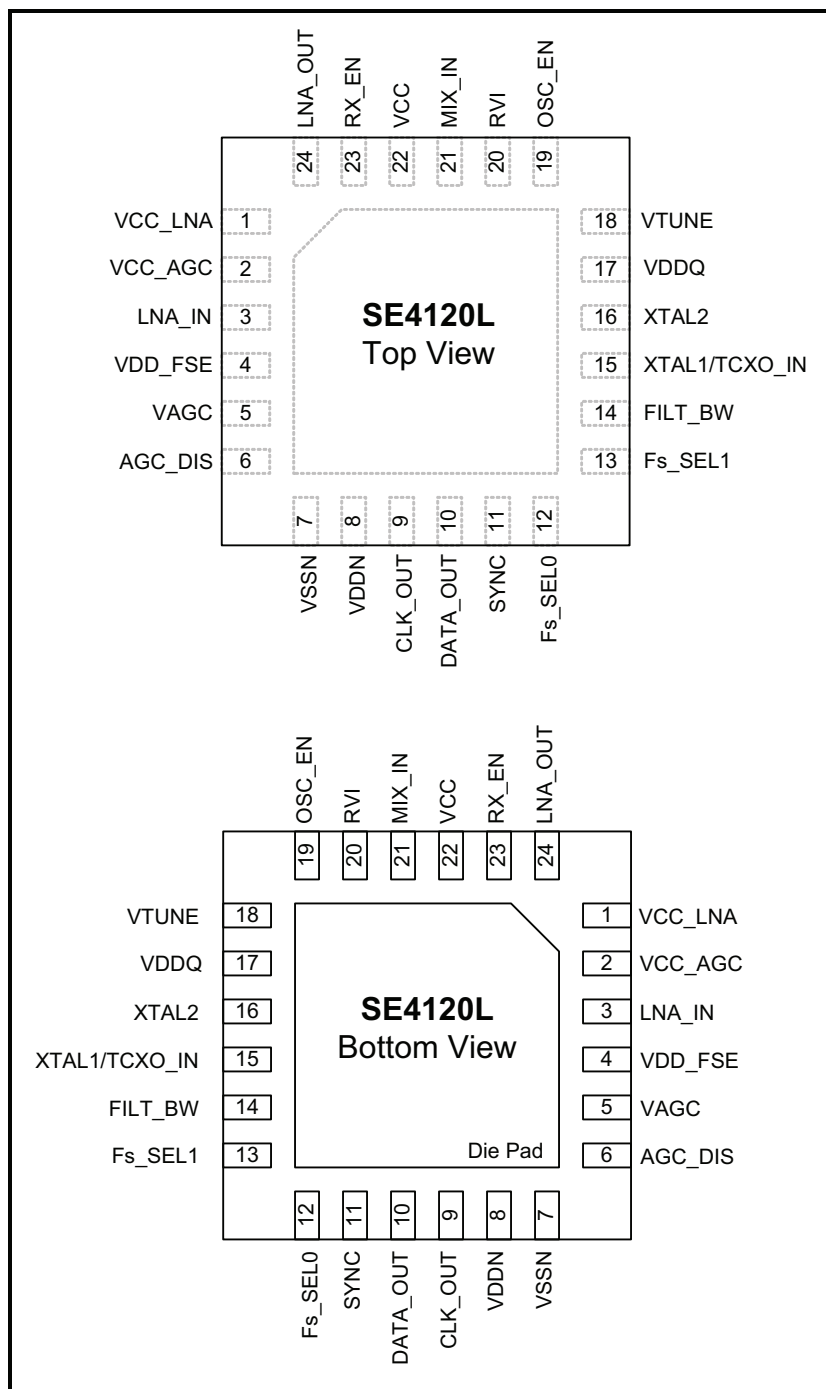 LNA_OUT
RX_EN
VCC
MIX_IN
RVI
OSC_EN
24
23
22
21
20
19
VCC_LNA 1
VCC_AGC 2
LNA_IN 3
VDD_FSE 4
VAGC 5
AGC_DIS 6
SE4120L
Top View
18 VTUNE
17 VDDQ
16 XTAL2
15 XTAL1/TCXO_IN
14 FILT_BW
13 Fs_SEL1
7
8
9
10
11
12
VSSN
VDDN
CLK_OUT
DATA_OUT
SYNC
Fs_SEL0
OSC_EN
RVI
MIX_IN
VCC
RX_EN
LNA_OUT
19
20
21
22
23
24
VTUNE 18
VDDQ 17
XTAL2 16
XTAL1/TCXO_IN 15
FILT_BW 14
Fs_SEL1 13
SE4120L
Bottom View
Die Pad
1 VCC_LNA
2 VCC_AGC
3 LNA_IN
4 VDD_FSE
5 VAGC
6 AGC_DIS
12
11
10
9
8
7
Fs_SEL0
SYNC
DATA_OUT
CLK_OUT
VDDN
VSSN